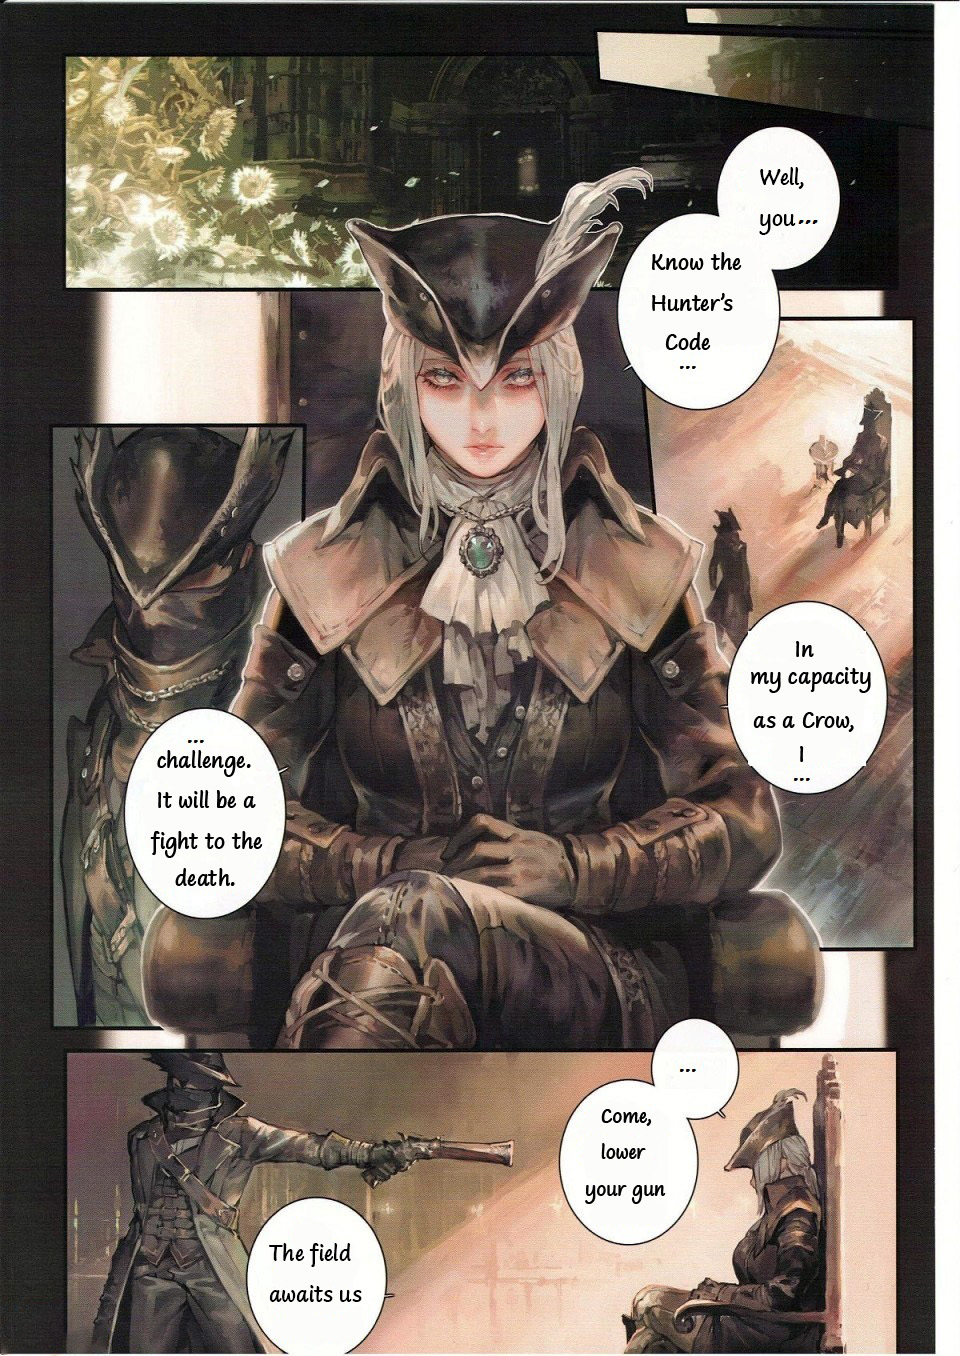 Well,
you...
Know the
Hunter's
Code
...
In
my capacity
as a Crow,
I
...
...
challenge.
It will be a
fight to the
death.
...
Come,
lower
your gun
The field
awaits us